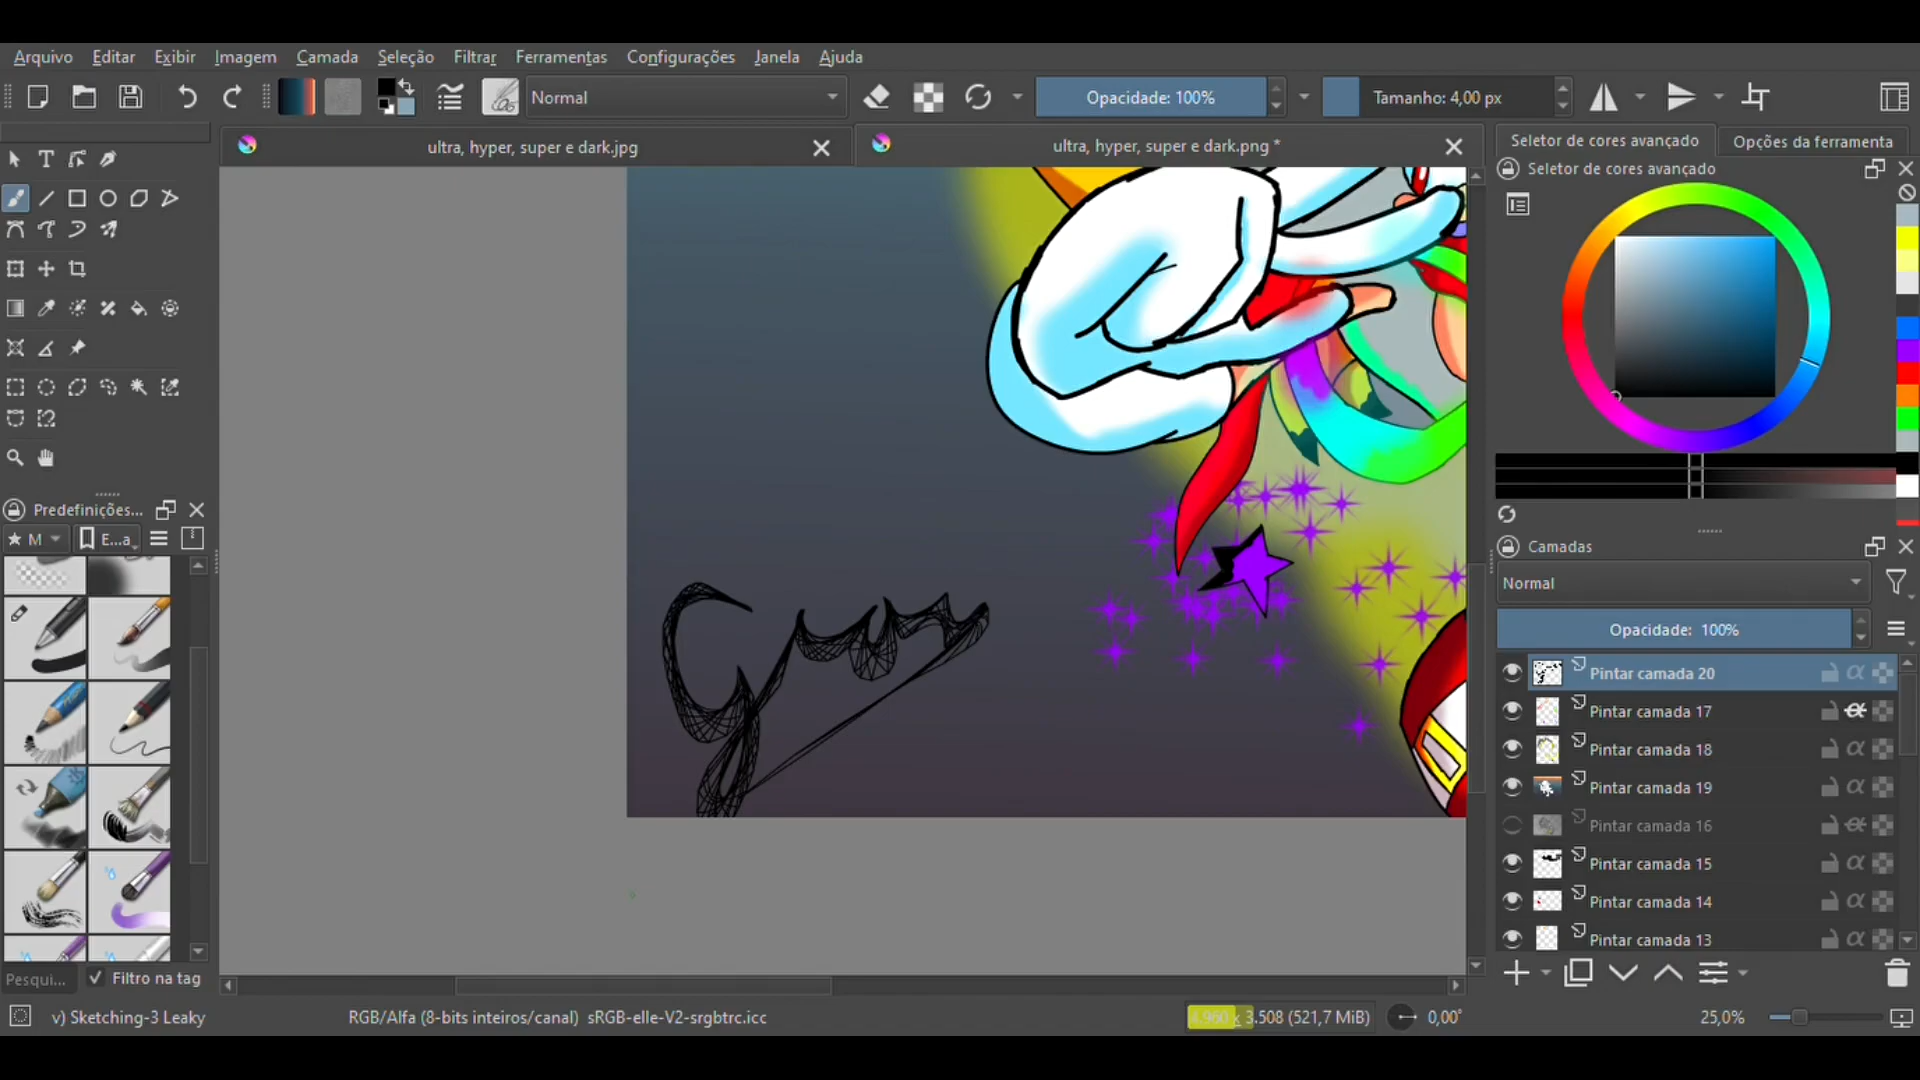 Arquivo Editar Exibir Imagem Camada Seleção Filtrar Ferramentas Configurações Janela Ajuda
Normal
Opacidade: 100%
Tamanho: 4,00 px
ultra, hyper, super e dark.jpg
ultra, hyper, super e dark.png *
Seletor de cores avançado
Opções da ferramenta
Seletor de cores avançado
Predefinições...
M
E...a
Camadas
Normal
Opacidade: 100%
Pintar camada 20
Pintar camada 17
Pintar camada 18
Pintar camada 19
Pintar camada 16
Pintar camada 15
Pintar camada 14
Pintar camada 13
Pesqui...
Filtro na tag
v) Sketching-3 Leaky
RGB/Alfa (8-bits inteiros/canal) sRGB-elle-V2-srgbtrc.icc
4.960 x 3.508 (521,7 MiB)
0,00°
25,0%